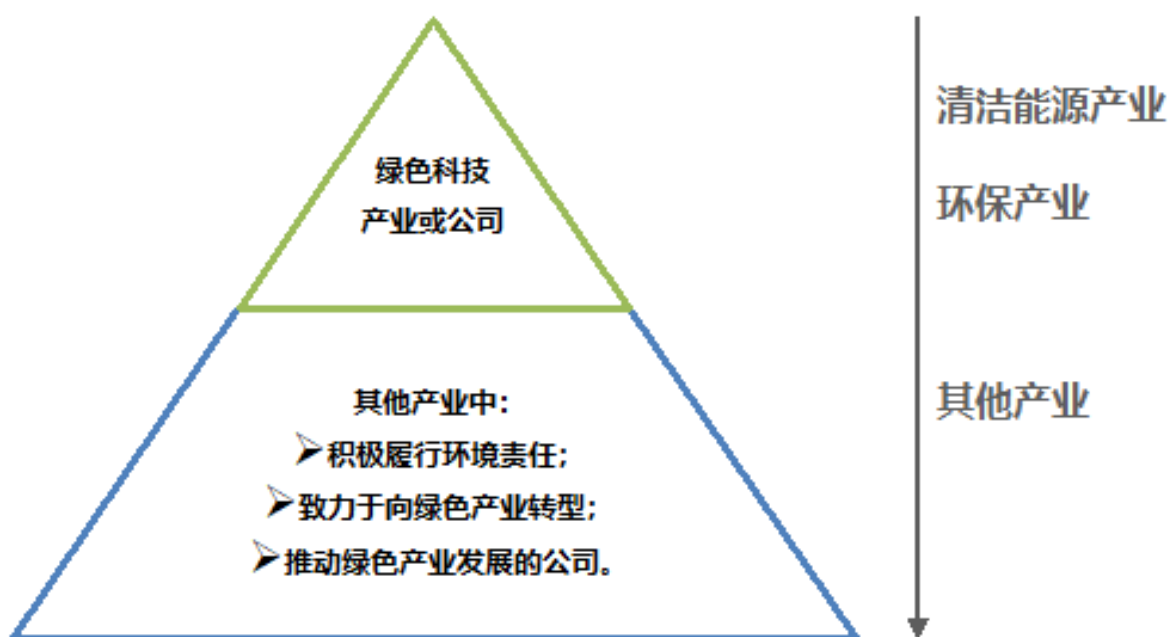 绿色科技
产业或公司
其他产业中：
➢积极履行环境责任；
➢致力于向绿色产业转型；
➢推动绿色产业发展的公司。
清洁能源产业
环保产业
其他产业